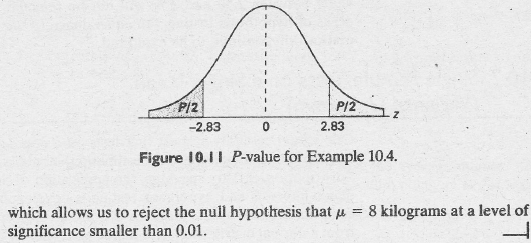 P/2 P/2
z
-2.83 0 2.83
Figure 10.11 P-value for Example 10.4.
which allows us to reject the null hypothesis that μ = 8 kilograms at a level of
significance smaller than 0.01.